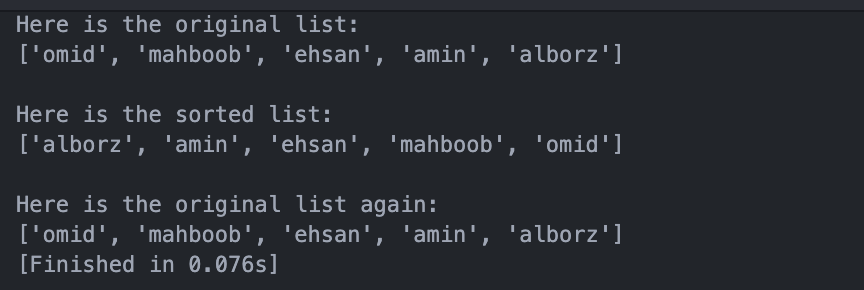 Here is the original list:
['omid', 'mahboob', 'ehsan', 'amin', 'alborz']
Here is the sorted list:
['alborz', 'amin', 'ehsan', 'mahboob', 'omid']
Here is the original list again:
['omid', 'mahboob', 'ehsan', 'amin', 'alborz']
[Finished in 0.076s]